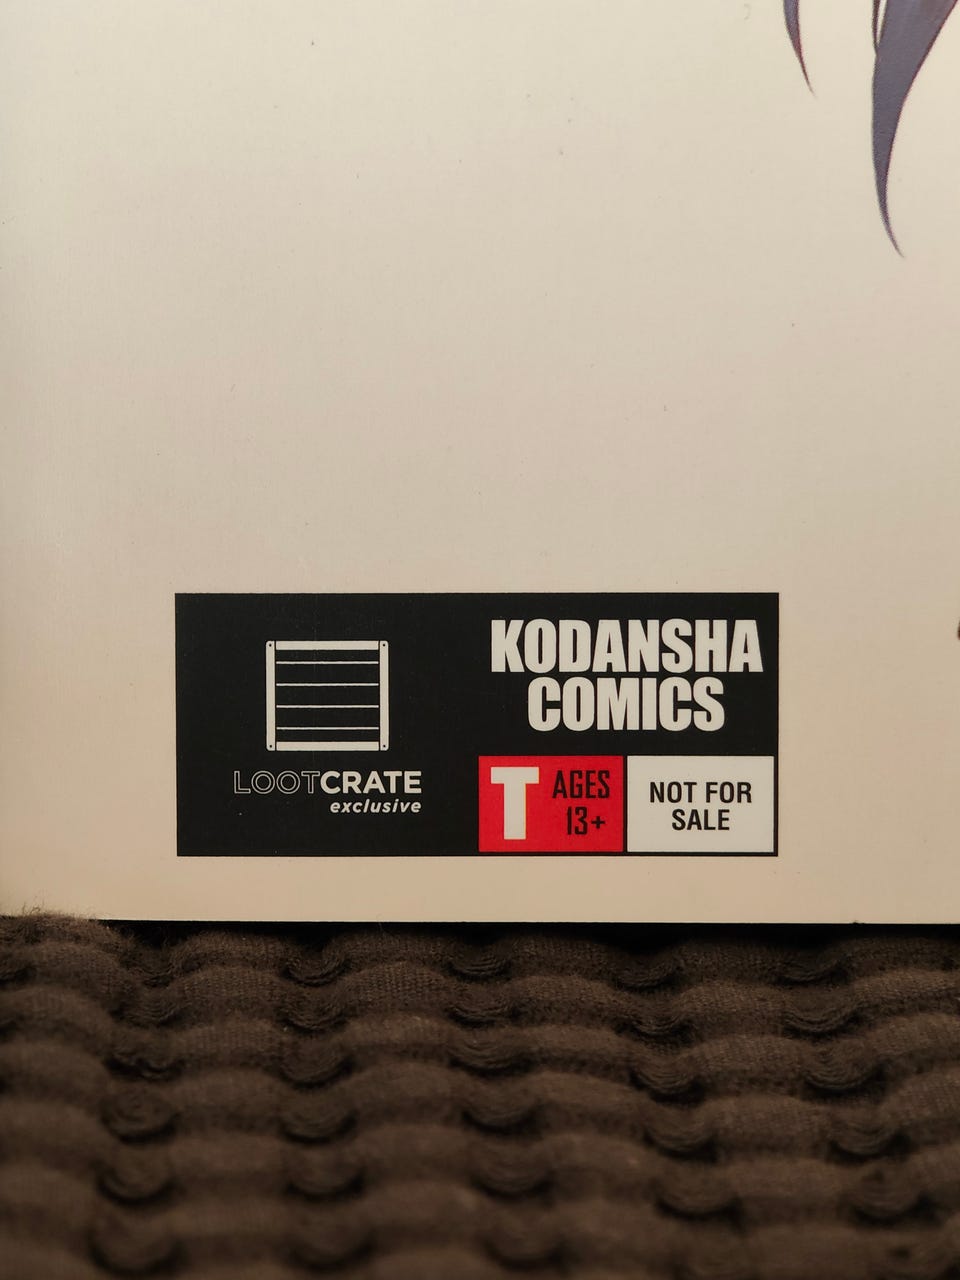 LOOTCRATE
exclusive
KODANSHA
COMICS
T
AGES
13+
NOT FOR
SALE